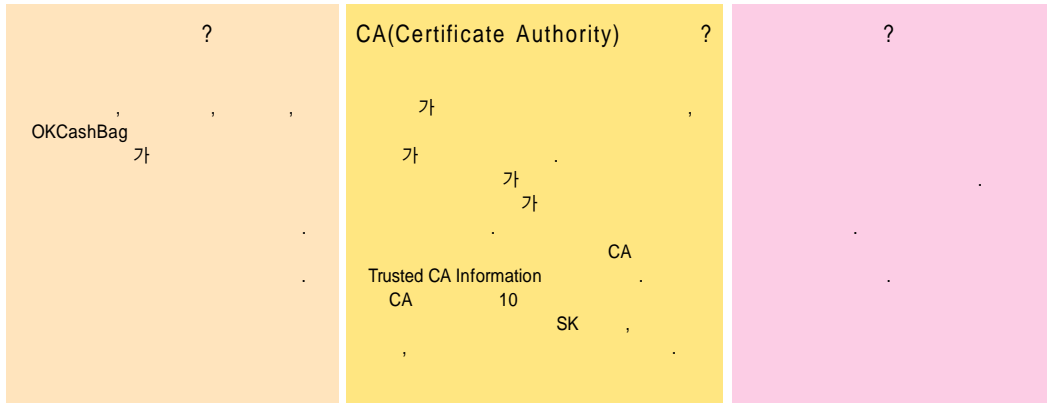 ?
, , ,
OKCashBag
가
.
.
CA(Certificate Authority) ?
가 ,
가 .
가
가
.
CA
Trusted CA Information .
CA 10
SK ,
, .
?
.
.
.